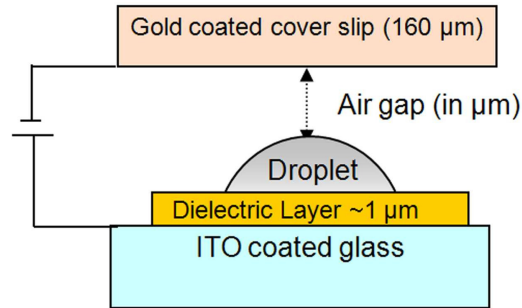 Gold coated cover slip (160 µm)
Air gap (in µm)
Droplet
Dielectric Layer ~1 µm
ITO coated glass